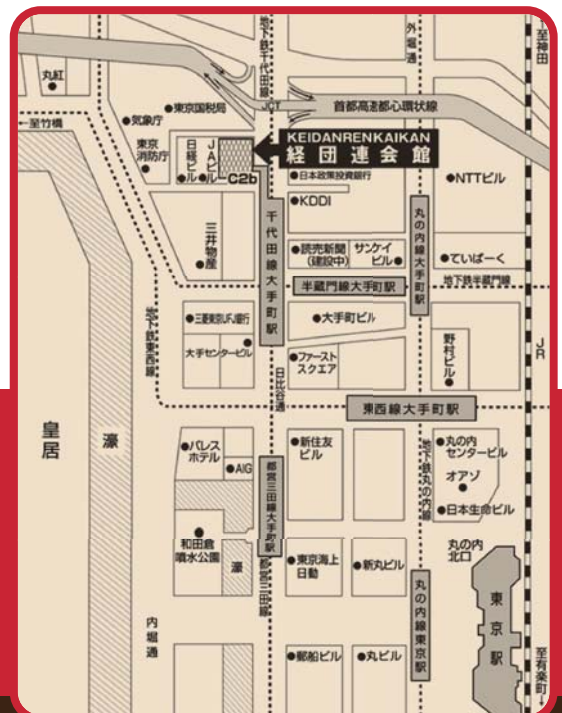 地下鉄千代田線
外堀通
←至神田
丸紅
東京国税局
気象庁
←至竹橋
JCT
首都高速都心環状線
東京
消防庁
日経ビル
JAビル
C2b
KEIDANRENKAIKAN
経団連会館
日本政策投資銀行
NTTビル
KDDI
千代田線大手町駅
丸の内線大手町駅
三井物産
読売新聞
(建設中)
サンケイ
ビル
ていぱーく
地下鉄半蔵門線
半蔵門線大手町駅
地下鉄東西線
三菱東京UFJ銀行
大手町ビル
大手センタービル
野村ビル
JR
ファースト
スクエア
日比谷通
東西線大手町駅
皇居
濠
パレス
ホテル
AIG
新住友
ビル
地下鉄丸の内線
丸の内
センタービル
オアゾ
日本生命ビル
都営三田線大手町駅
和田倉
噴水公園
濠
都営三田線
東京海上
日動
新丸ビル
丸の内
北口
丸の内線東京駅
東京駅
内堀通
郵船ビル
丸ビル
至有楽町→